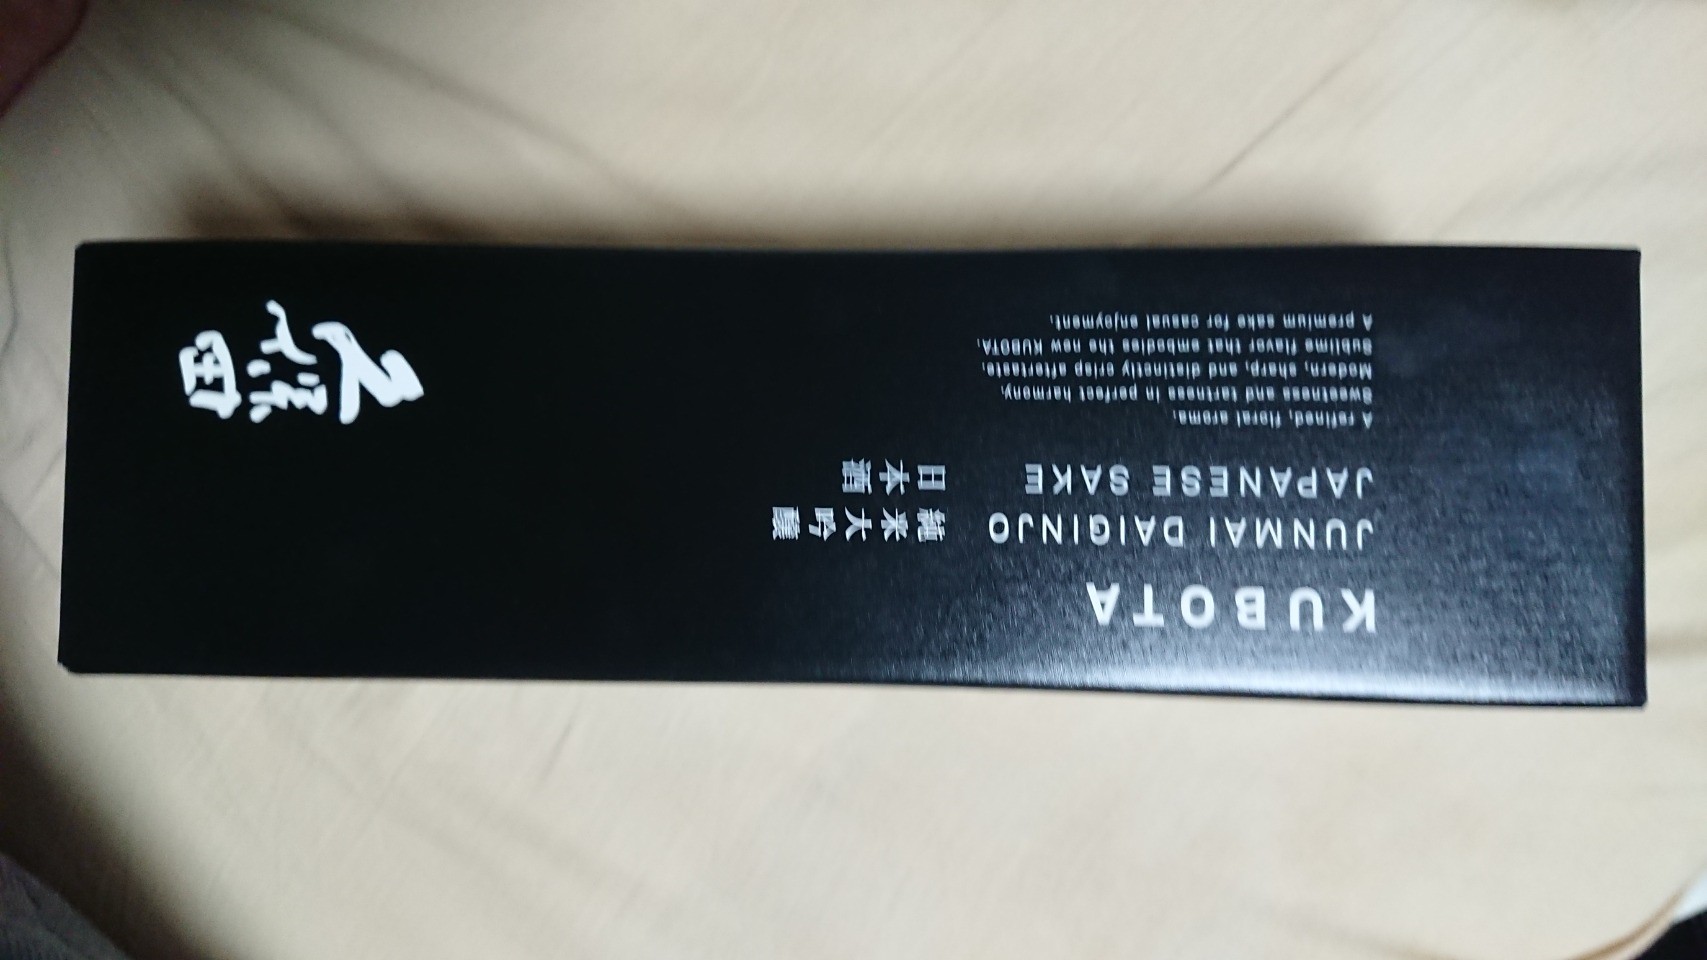 KUBOTA
JUNMAI DAIGINJO 純米大吟醸
JAPANESE SAKE 日本酒
A refined, floral aroma.
Sweetness and tartness in perfect harmony.
Modern, sharp, and distinctly crisp aftertaste.
Sublime flavor that embodies the new KUBOTA.
A premium sake for casual enjoyment.
久保田